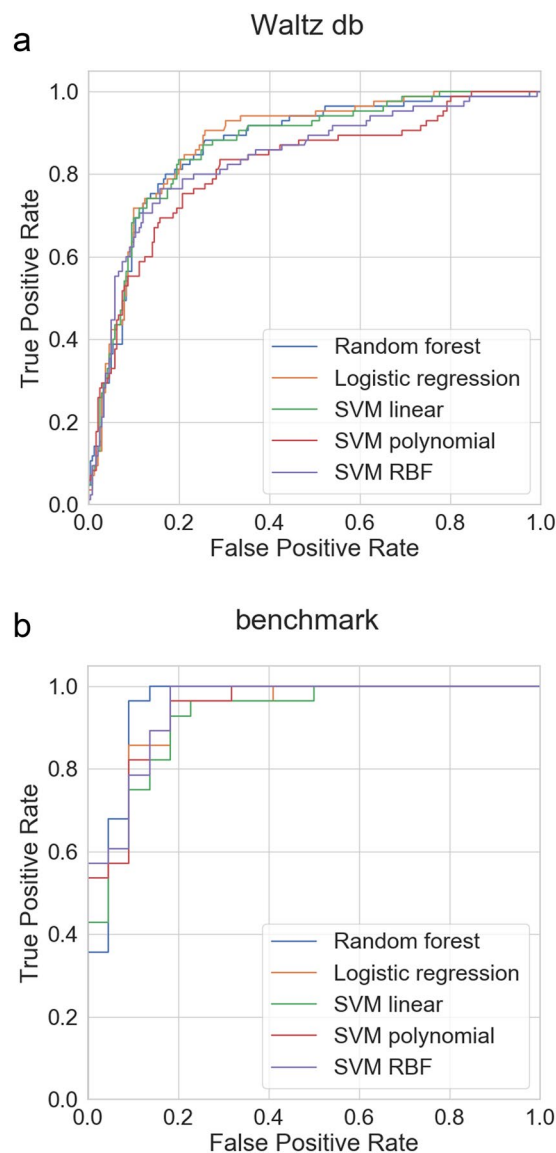 a
Waltz db
1.0
0.8
0.6
0.4
0.2
0.0
True Positive Rate
Random forest
Logistic regression
SVM linear
SVM polynomial
SVM RBF
0.0 0.2 0.4 0.6 0.8 1.0
False Positive Rate
b
benchmark
1.0
0.8
0.6
0.4
0.2
0.0
True Positive Rate
Random forest
Logistic regression
SVM linear
SVM polynomial
SVM RBF
0.0 0.2 0.4 0.6 0.8 1.0
False Positive Rate